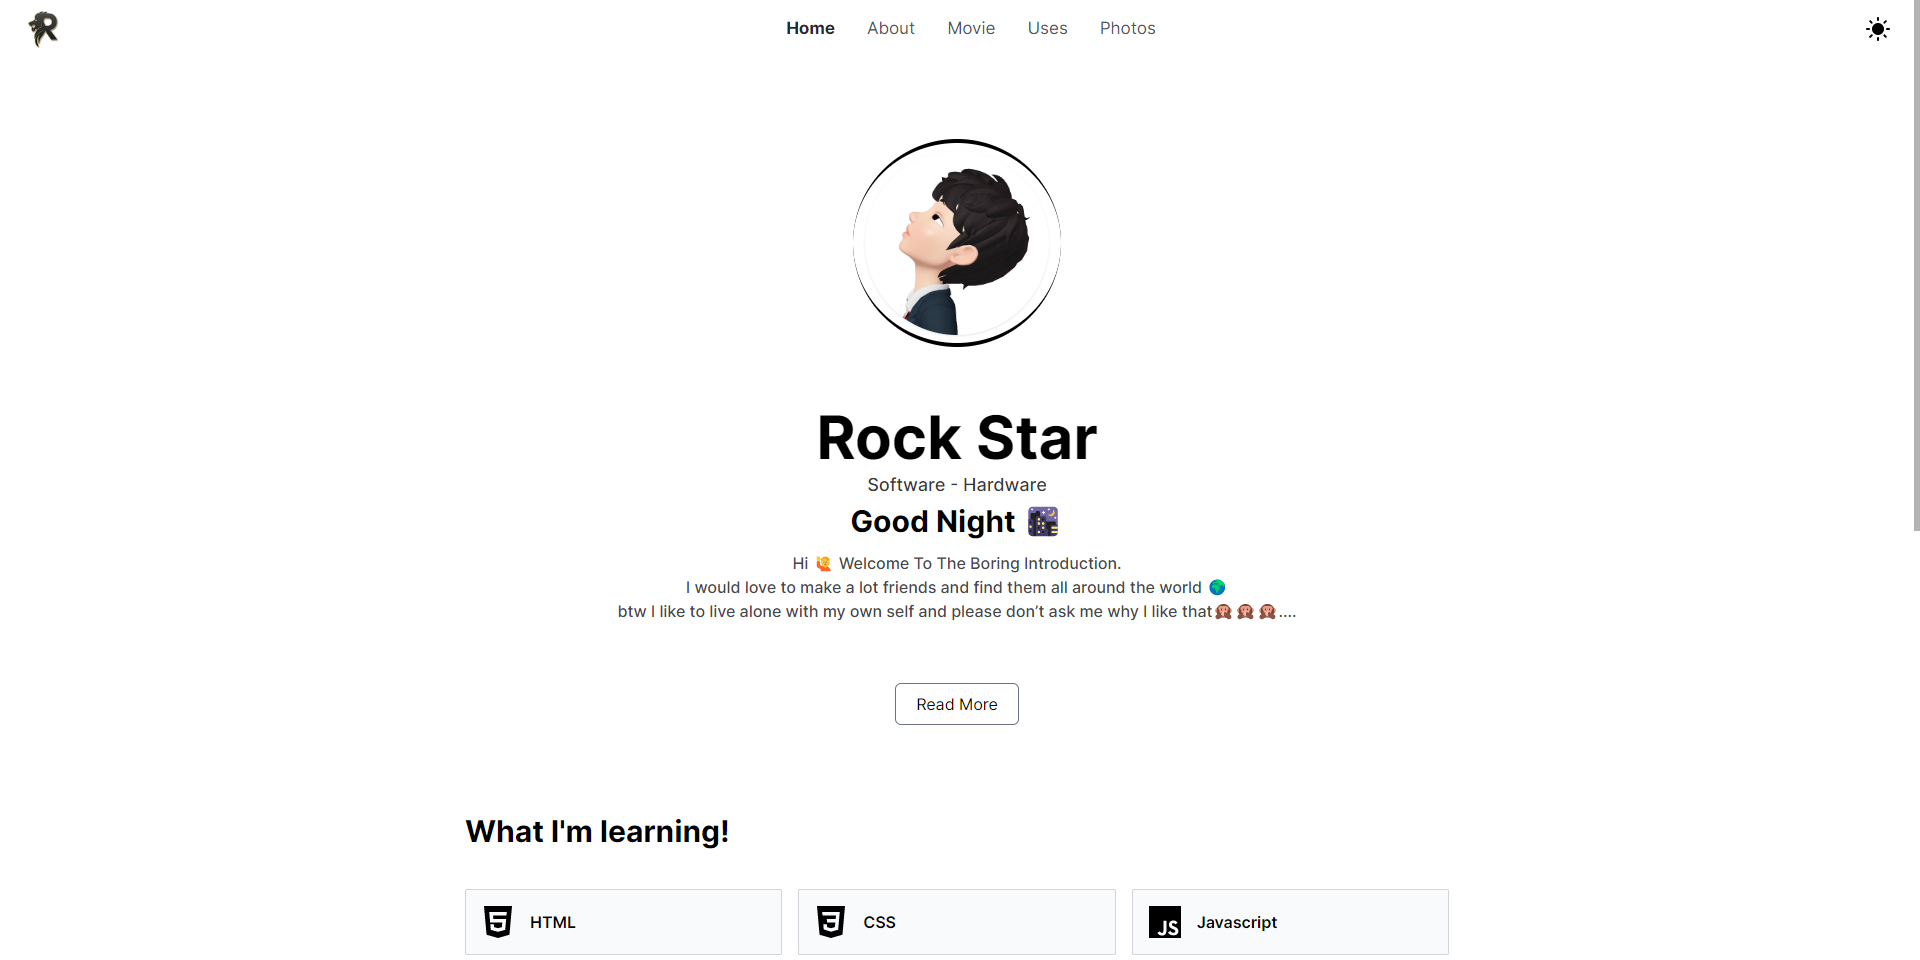 R
Home About Movie Uses Photos
Rock Star
Software - Hardware
Good Night 🌃
Hi 🙋 Welcome To The Boring Introduction.
I would love to make a lot friends and find them all around the world 🌍
btw I like to live alone with my own self and please don’t ask me why I like that🙊🙊🙊....
Read More
What I'm learning!
HTML CSS JS Javascript